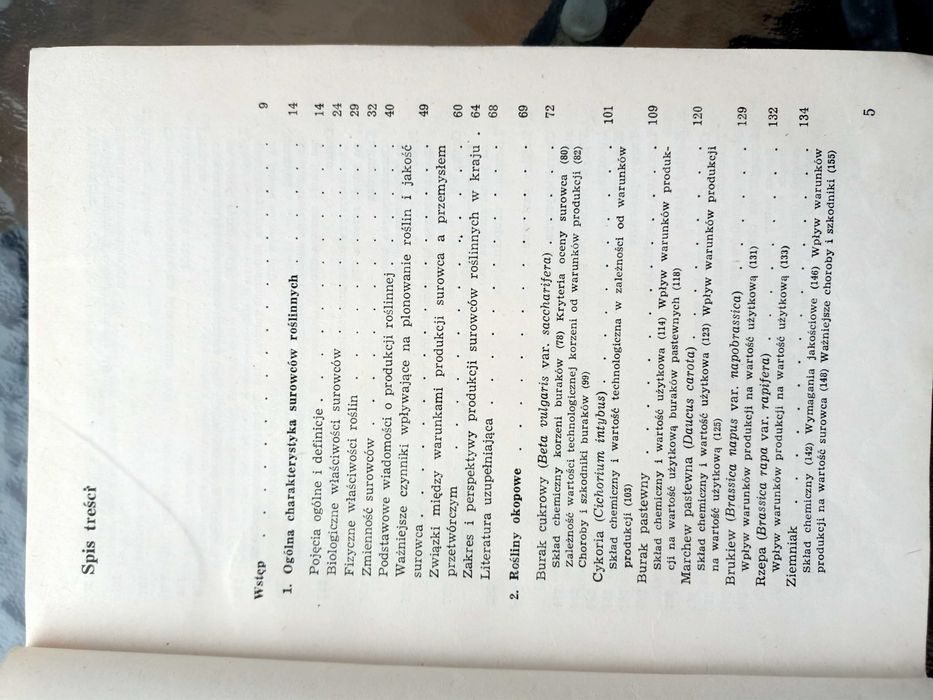 Spis treści
Wstęp . . . . . . . . . . . . 9
1. Ogólna charakterystyka surowców roślinnych . . . . . . 14
Pojęcia ogólne i definicje . . . . . . . . . . 14
Biologiczne właściwości surowców . . . . . . . . 24
Fizyczne właściwości roślin . . . . . . . . . 29
Zmienność surowców . . . . . . . . . . 32
Podstawowe wiadomości o produkcji roślinnej . . . . . 40
Ważniejsze czynniki wpływające na plonowanie roślin i jakość
surowca . . . . . . . . . . . . 49
Związki między warunkami produkcji surowca a przemysłem
przetwórczym . . . . . . . . . . . 60
Zakres i perspektywy produkcji surowców roślinnych w kraju . 64
Literatura uzupełniająca . . . . . . . . . . 68
2. Rośliny okopowe . . . . . . . . . . . 69
Burak cukrowy (Beta vulgaris var. saccharifera) . . . . . 72
Skład chemiczny korzeni buraków (78) Kryteria oceny surowca (80)
Zależność wartości technologicznej korzeni od warunków produkcji (82)
Choroby i szkodniki buraków (99)
Cykoria (Cichorium intybus) . . . . . . . . . 101
Skład chemiczny i wartość technologiczna w zależności od warunków
produkcji (103)
Burak pastewny . . . . . . . . . . . 109
Skład chemiczny i wartość użytkowa (114) Wpływ warunków produk-
cji na wartość użytkową buraków pastewnych (118)
Marchew pastewna (Daucus carota) . . . . . . . . 120
Skład chemiczny i wartość użytkowa (123) Wpływ warunków produkcji
na wartość użytkową (125)
Brukiew (Brassica napus var. napobrassica) . . . . . . 129
Wpływ warunków produkcji na wartość użytkową (131)
Rzepa (Brassica rapa var. rapifera) . . . . . . . 132
Wpływ warunków produkcji na wartość użytkową (133)
Ziemniak . . . . . . . . . . . . 134
Skład chemiczny (142) Wymagania jakościowe (146) Wpływ warunków
produkcji na wartość surowca (148) Ważniejsze choroby i szkodniki (155)
5